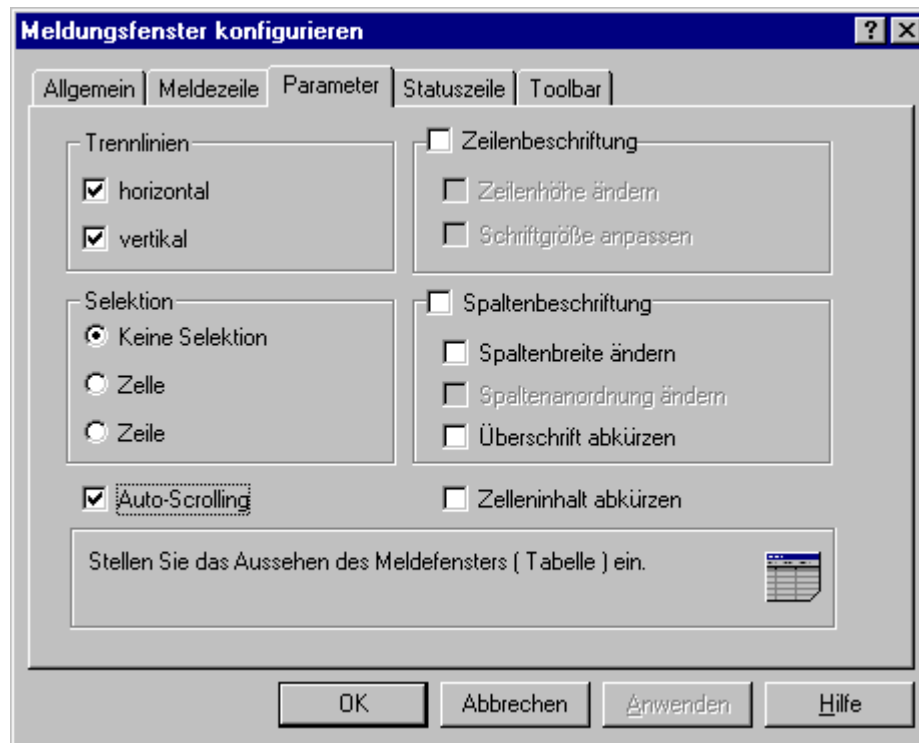 Meldungsfenster konfigurieren
Allgemein Meldezeile Parameter Statuszeile Toolbar
Trennlinien
horizontal
vertikal
Zeilenbeschriftung
Zeilenhöhe ändern
Schriftgröße anpassen
Selektion
Keine Selektion
Zelle
Zeile
Spaltenbeschriftung
Spaltenbreite ändern
Spaltenanordnung ändern
Überschrift abkürzen
Auto-Scrolling
Zelleninhalt abkürzen
Stellen Sie das Aussehen des Meldefensters ( Tabelle ) ein.
OK Abbrechen Anwenden Hilfe